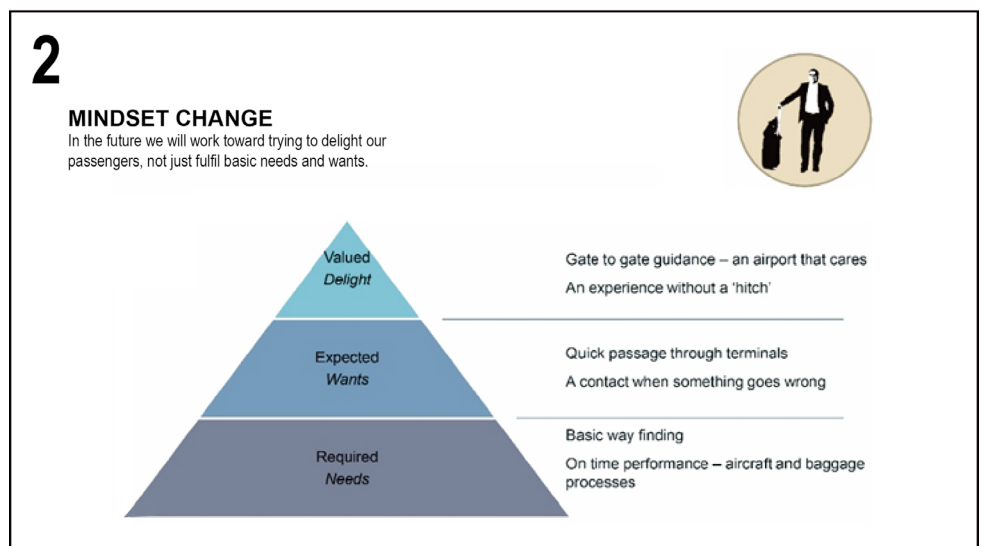 2
MINDSET CHANGE
In the future we will work toward trying to delight our
passengers, not just fulfil basic needs and wants.
Valued
Delight
Gate to gate guidance – an airport that cares
An experience without a ‘hitch’
Expected
Wants
Quick passage through terminals
A contact when something goes wrong
Required
Needs
Basic way finding
On time performance – aircraft and baggage
processes